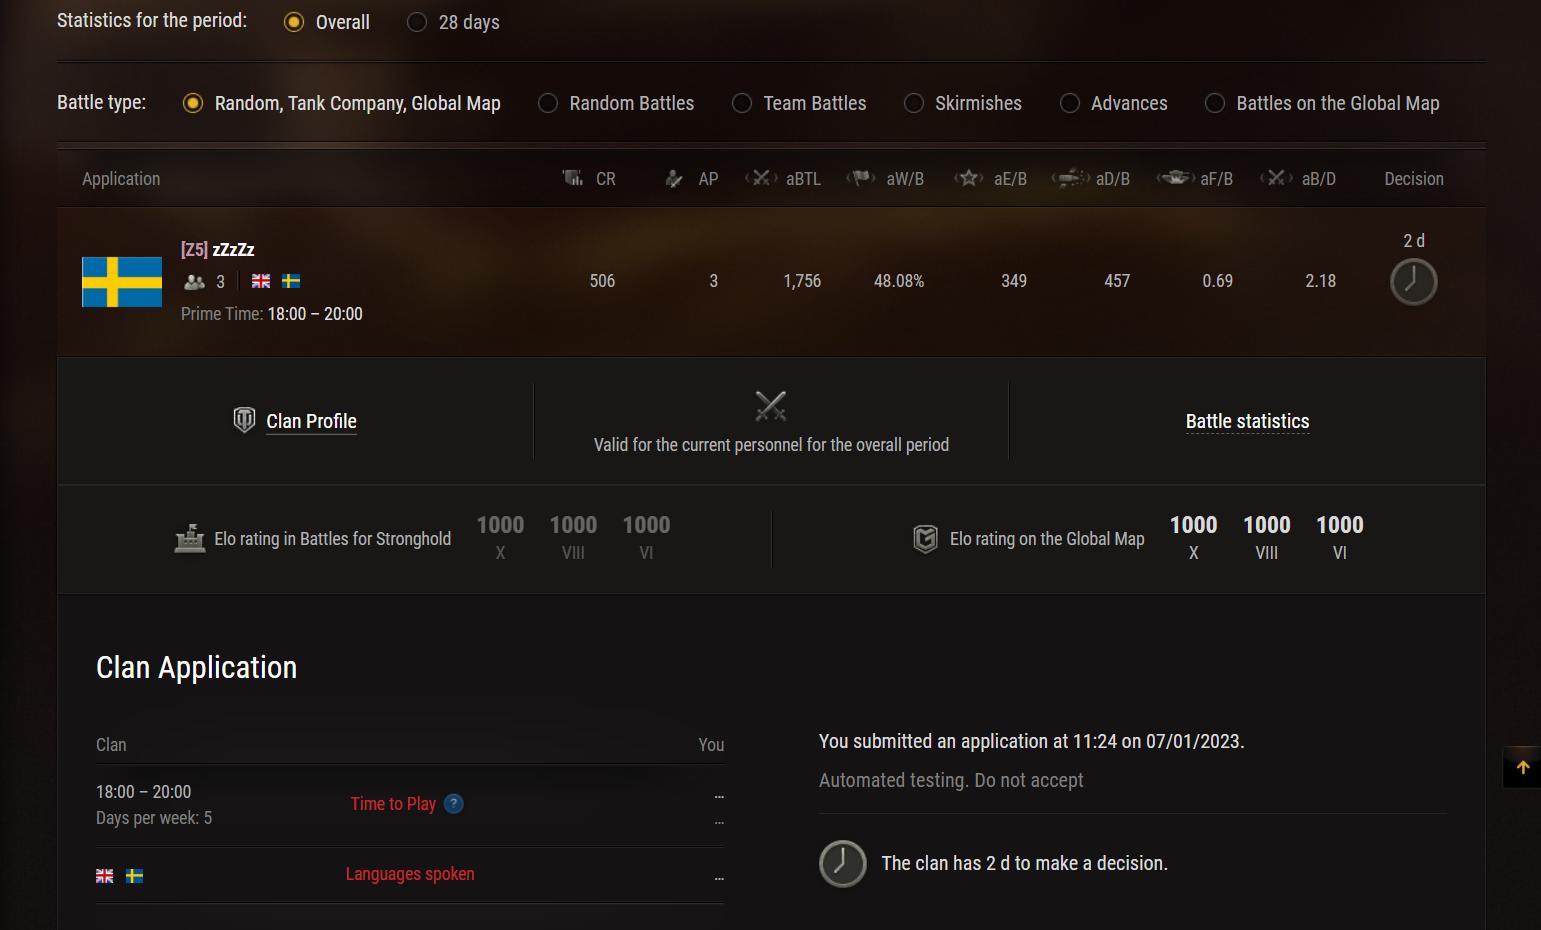 Statistics for the period: Overall 28 days
Battle type: Random, Tank Company, Global Map Random Battles Team Battles Skirmishes Advances Battles on the Global Map
Application CR AP aBTL aW/B aE/B aD/B aF/B aB/D Decision
[Z5] zZzZz
3
Prime Time: 18:00 – 20:00
506 3 1,756 48.08% 349 457 0.69 2.18
2 d
Clan Profile
Valid for the current personnel for the overall period
Battle statistics
Elo rating in Battles for Stronghold
1000 1000 1000
X VIII VI
Elo rating on the Global Map
1000 1000 1000
X VIII VI
Clan Application
Clan You
18:00 – 20:00 ...
Time to Play ?
Days per week: 5 ...
Languages spoken ...
You submitted an application at 11:24 on 07/01/2023.
Automated testing. Do not accept
The clan has 2 d to make a decision.